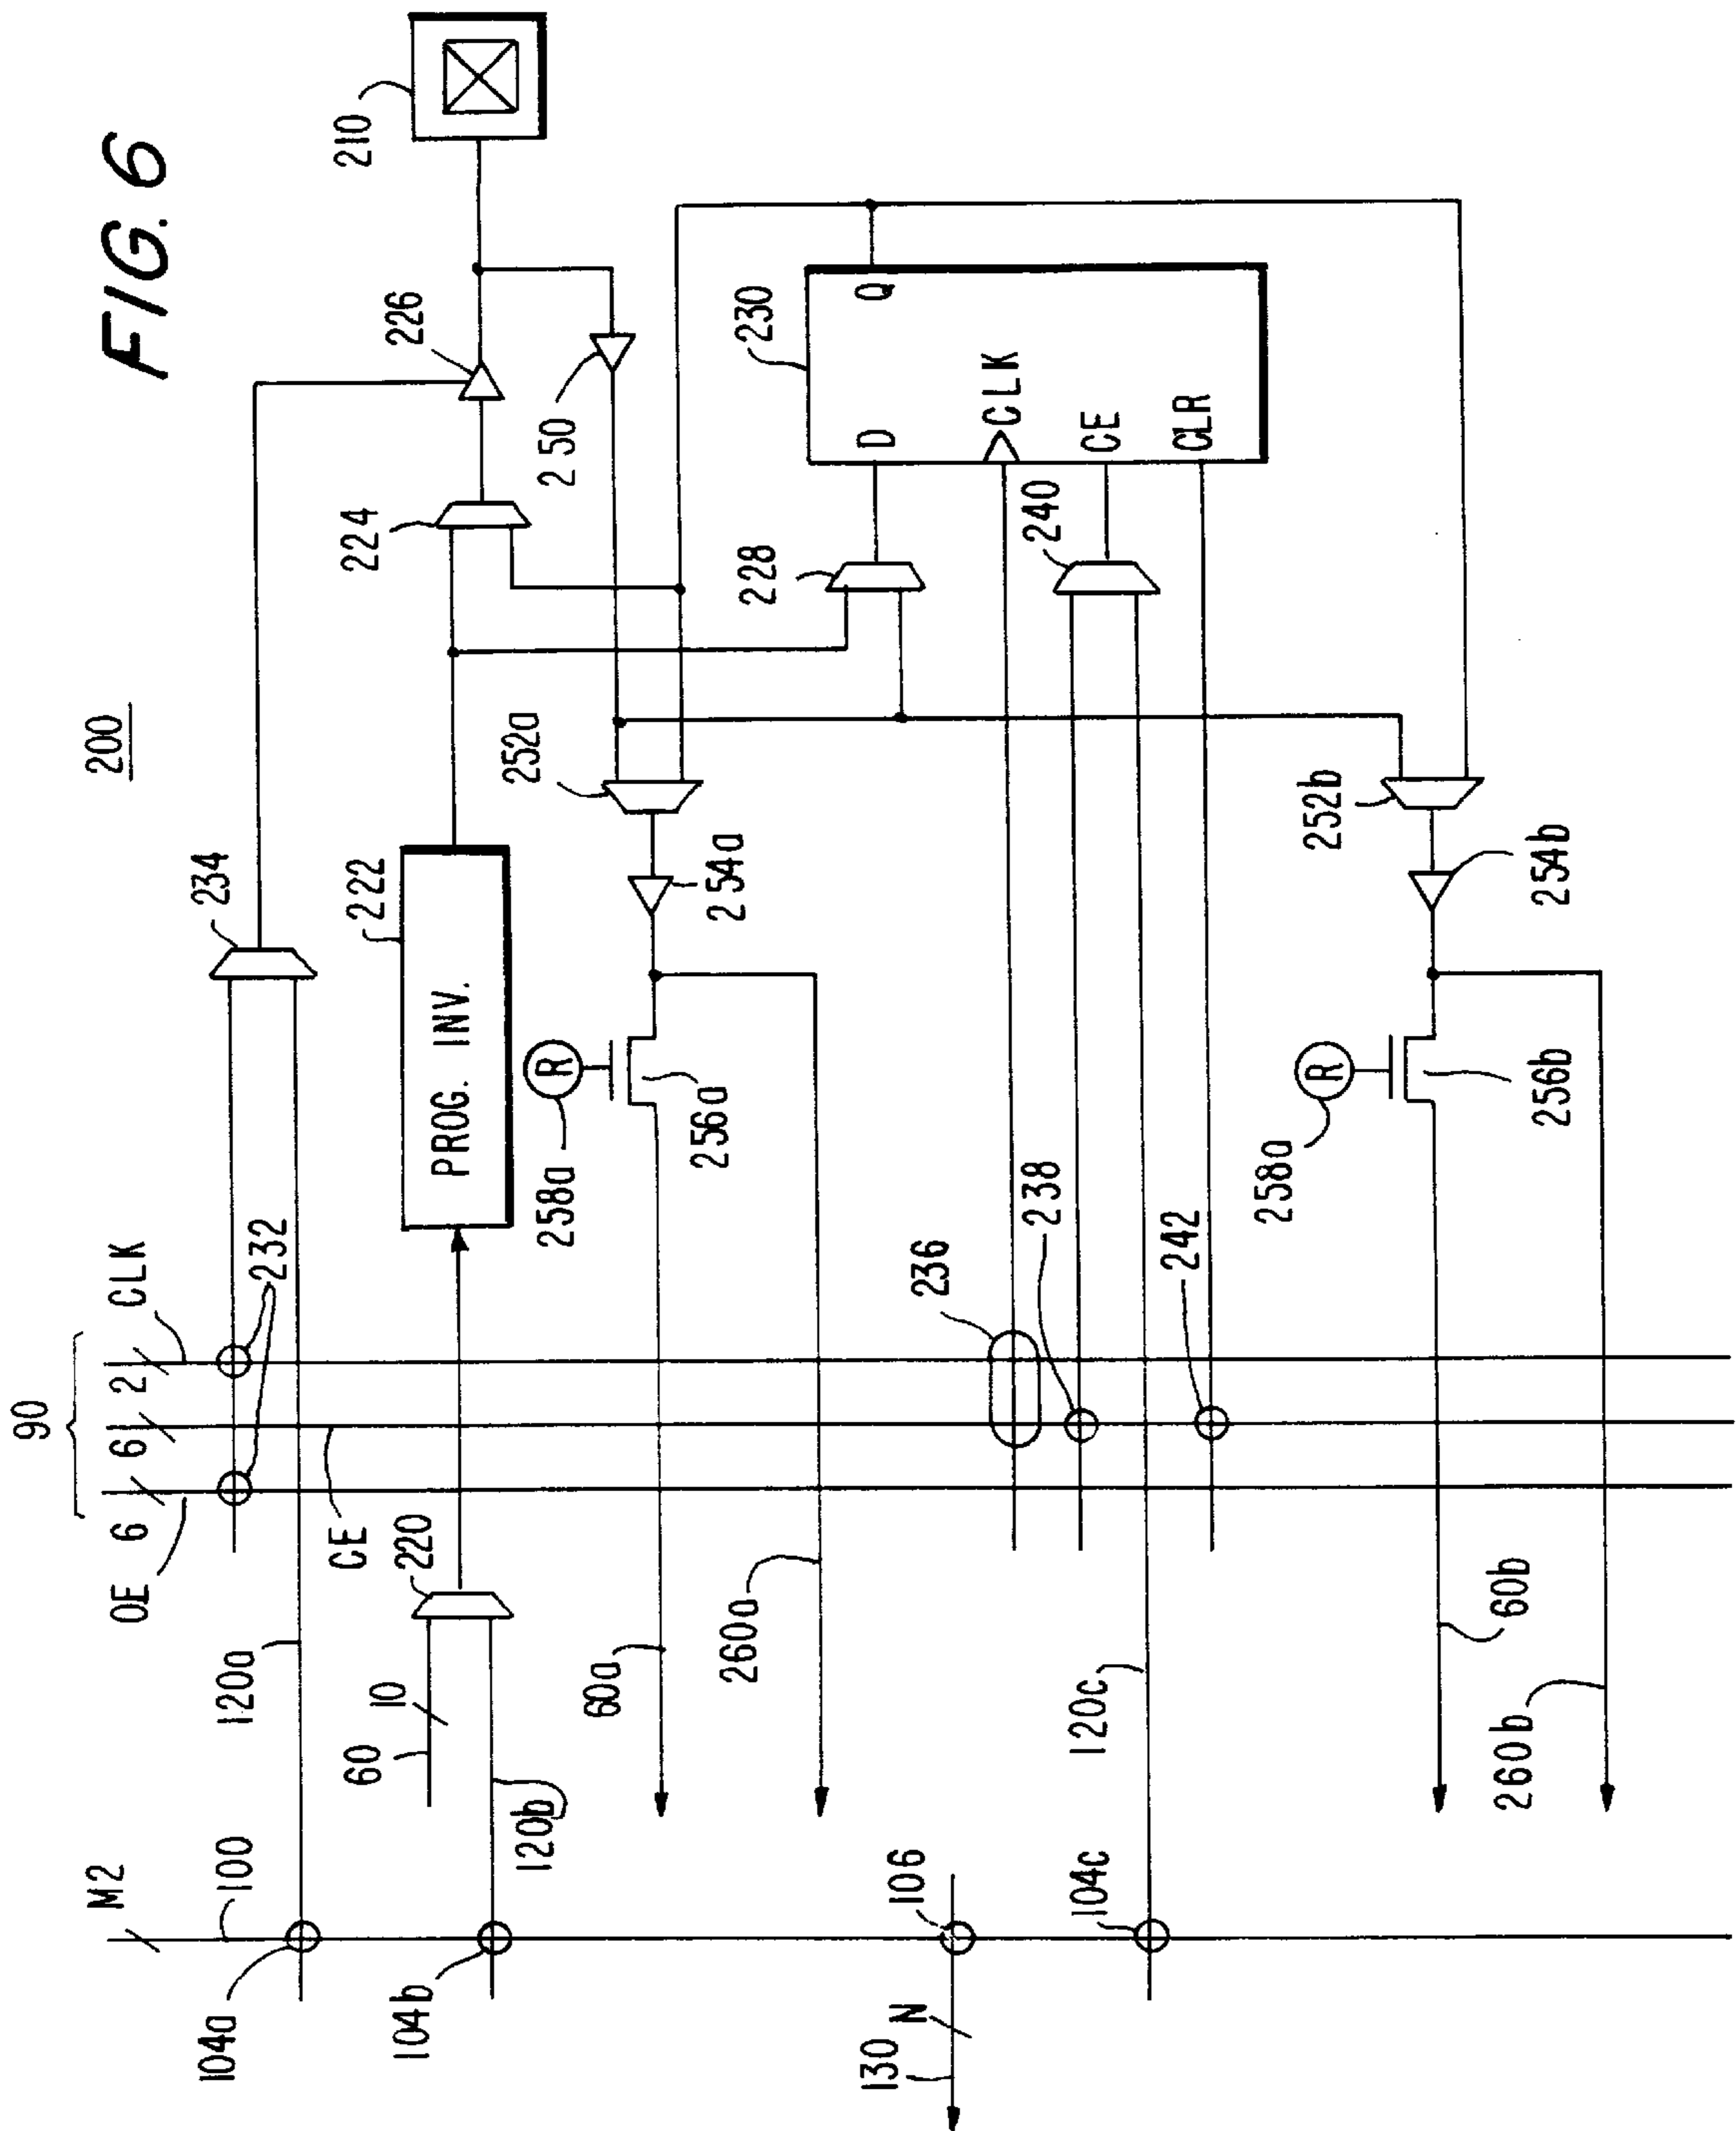 FIG. 6
200
90
OE
6
6
2
CLK
CE
232
234
M2
100
104a
120a
210
226
224
222
PROG. INV.
220
60
10
120b
104b
250
252a
254a
258a
R
256a
60a
260a
228
230
D
Q
CLK
CE
CLR
240
236
238
242
106
130
N
120c
104c
252b
254b
258a
R
256b
60b
260b